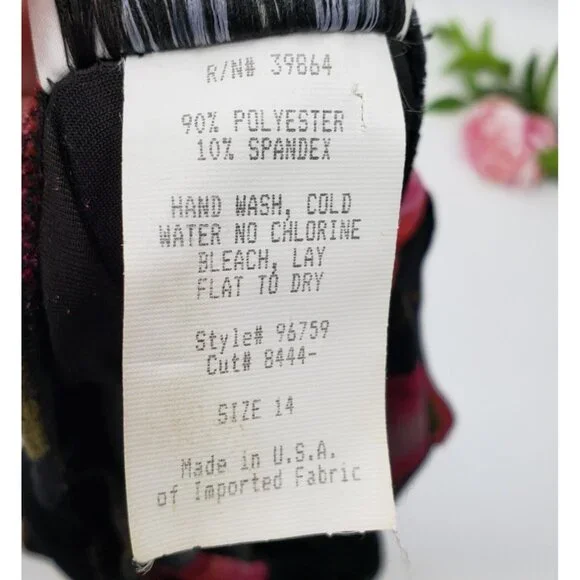 R/N# 39864
90% POLYESTER
10% SPANDEX
HAND WASH, COLD
WATER NO CHLORINE
BLEACH, LAY
FLAT TO DRY
Style# 96759
Cut# 8444-
SIZE 14
Made in U.S.A.
of Imported Fabric